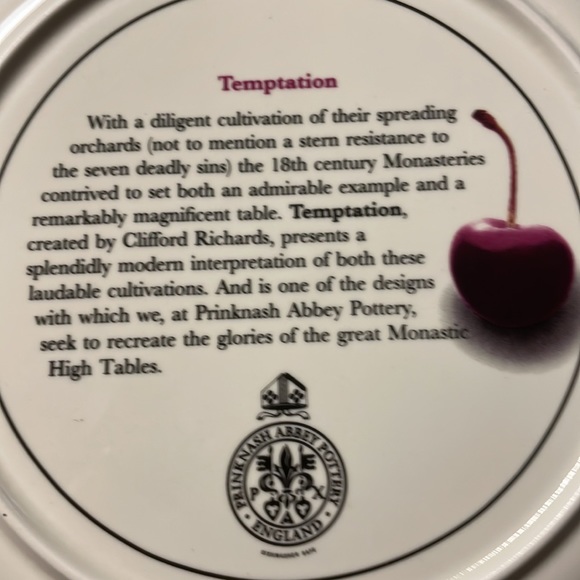 Temptation
With a diligent cultivation of their spreading
orchards (not to mention a stern resistance to
the seven deadly sins) the 18th century Monasteries
contrived to set both an admirable example and a
remarkably magnificent table. Temptation,
created by Clifford Richards, presents a
splendidly modern interpretation of both these
laudable cultivations. And is one of the designs
with which we, at Prinknash Abbey Pottery,
seek to recreate the glories of the great Monastic
High Tables.
PRINKNASH ABBEY POTTERY
P X
A
· ENGLAND ·